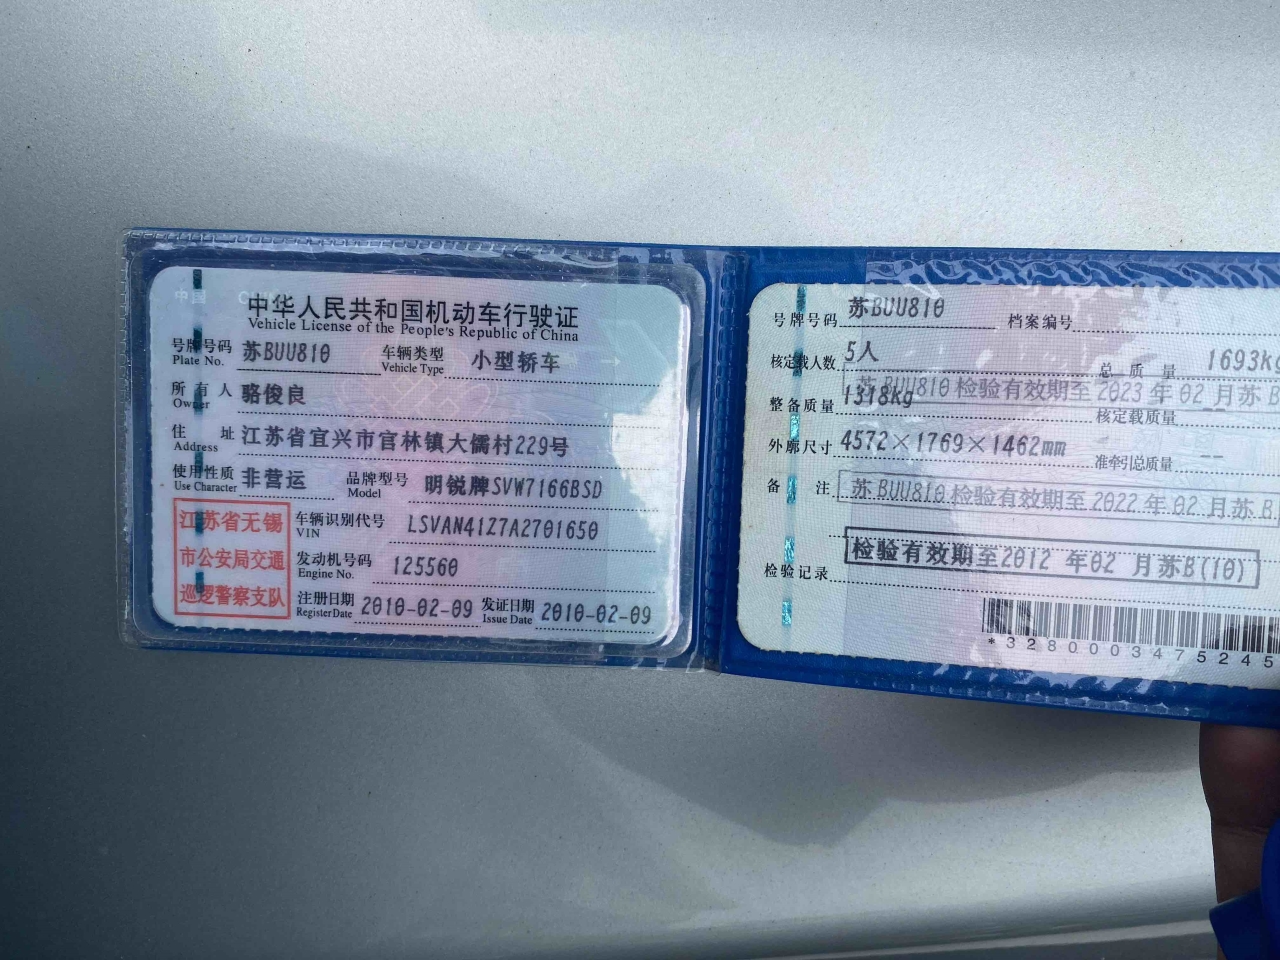 中国
中华人民共和国机动车行驶证
Vehicle License of the People's Republic of China
号牌号码 Plate No. 苏BUU810 车辆类型 Vehicle Type 小型轿车
所有人 Owner 骆俊良
住址 Address 江苏省宜兴市官林镇大儒村229号
使用性质 Use Character 非营运 品牌型号 Model 明锐牌SVW7166BSD
车辆识别代号 VIN LSVAN41Z7A2701650
发动机号码 Engine No. 125560
注册日期 Register Date 2010-02-09 发证日期 Issue Date 2010-02-09
江苏省无锡
市公安局交通
巡逻警察支队
号牌号码 苏BUU810 档案编号
核定载人数 5人 总质量 1693kg
苏BUU810检验有效期至2023年02月苏B
整备质量 1318kg 核定载质量 --
外廓尺寸 4572×1769×1462mm 准牵引总质量 --
备注 苏BUU810检验有效期至2022年02月苏B
检验有效期至2012年02月苏B(10)
检验记录
*3280003475245